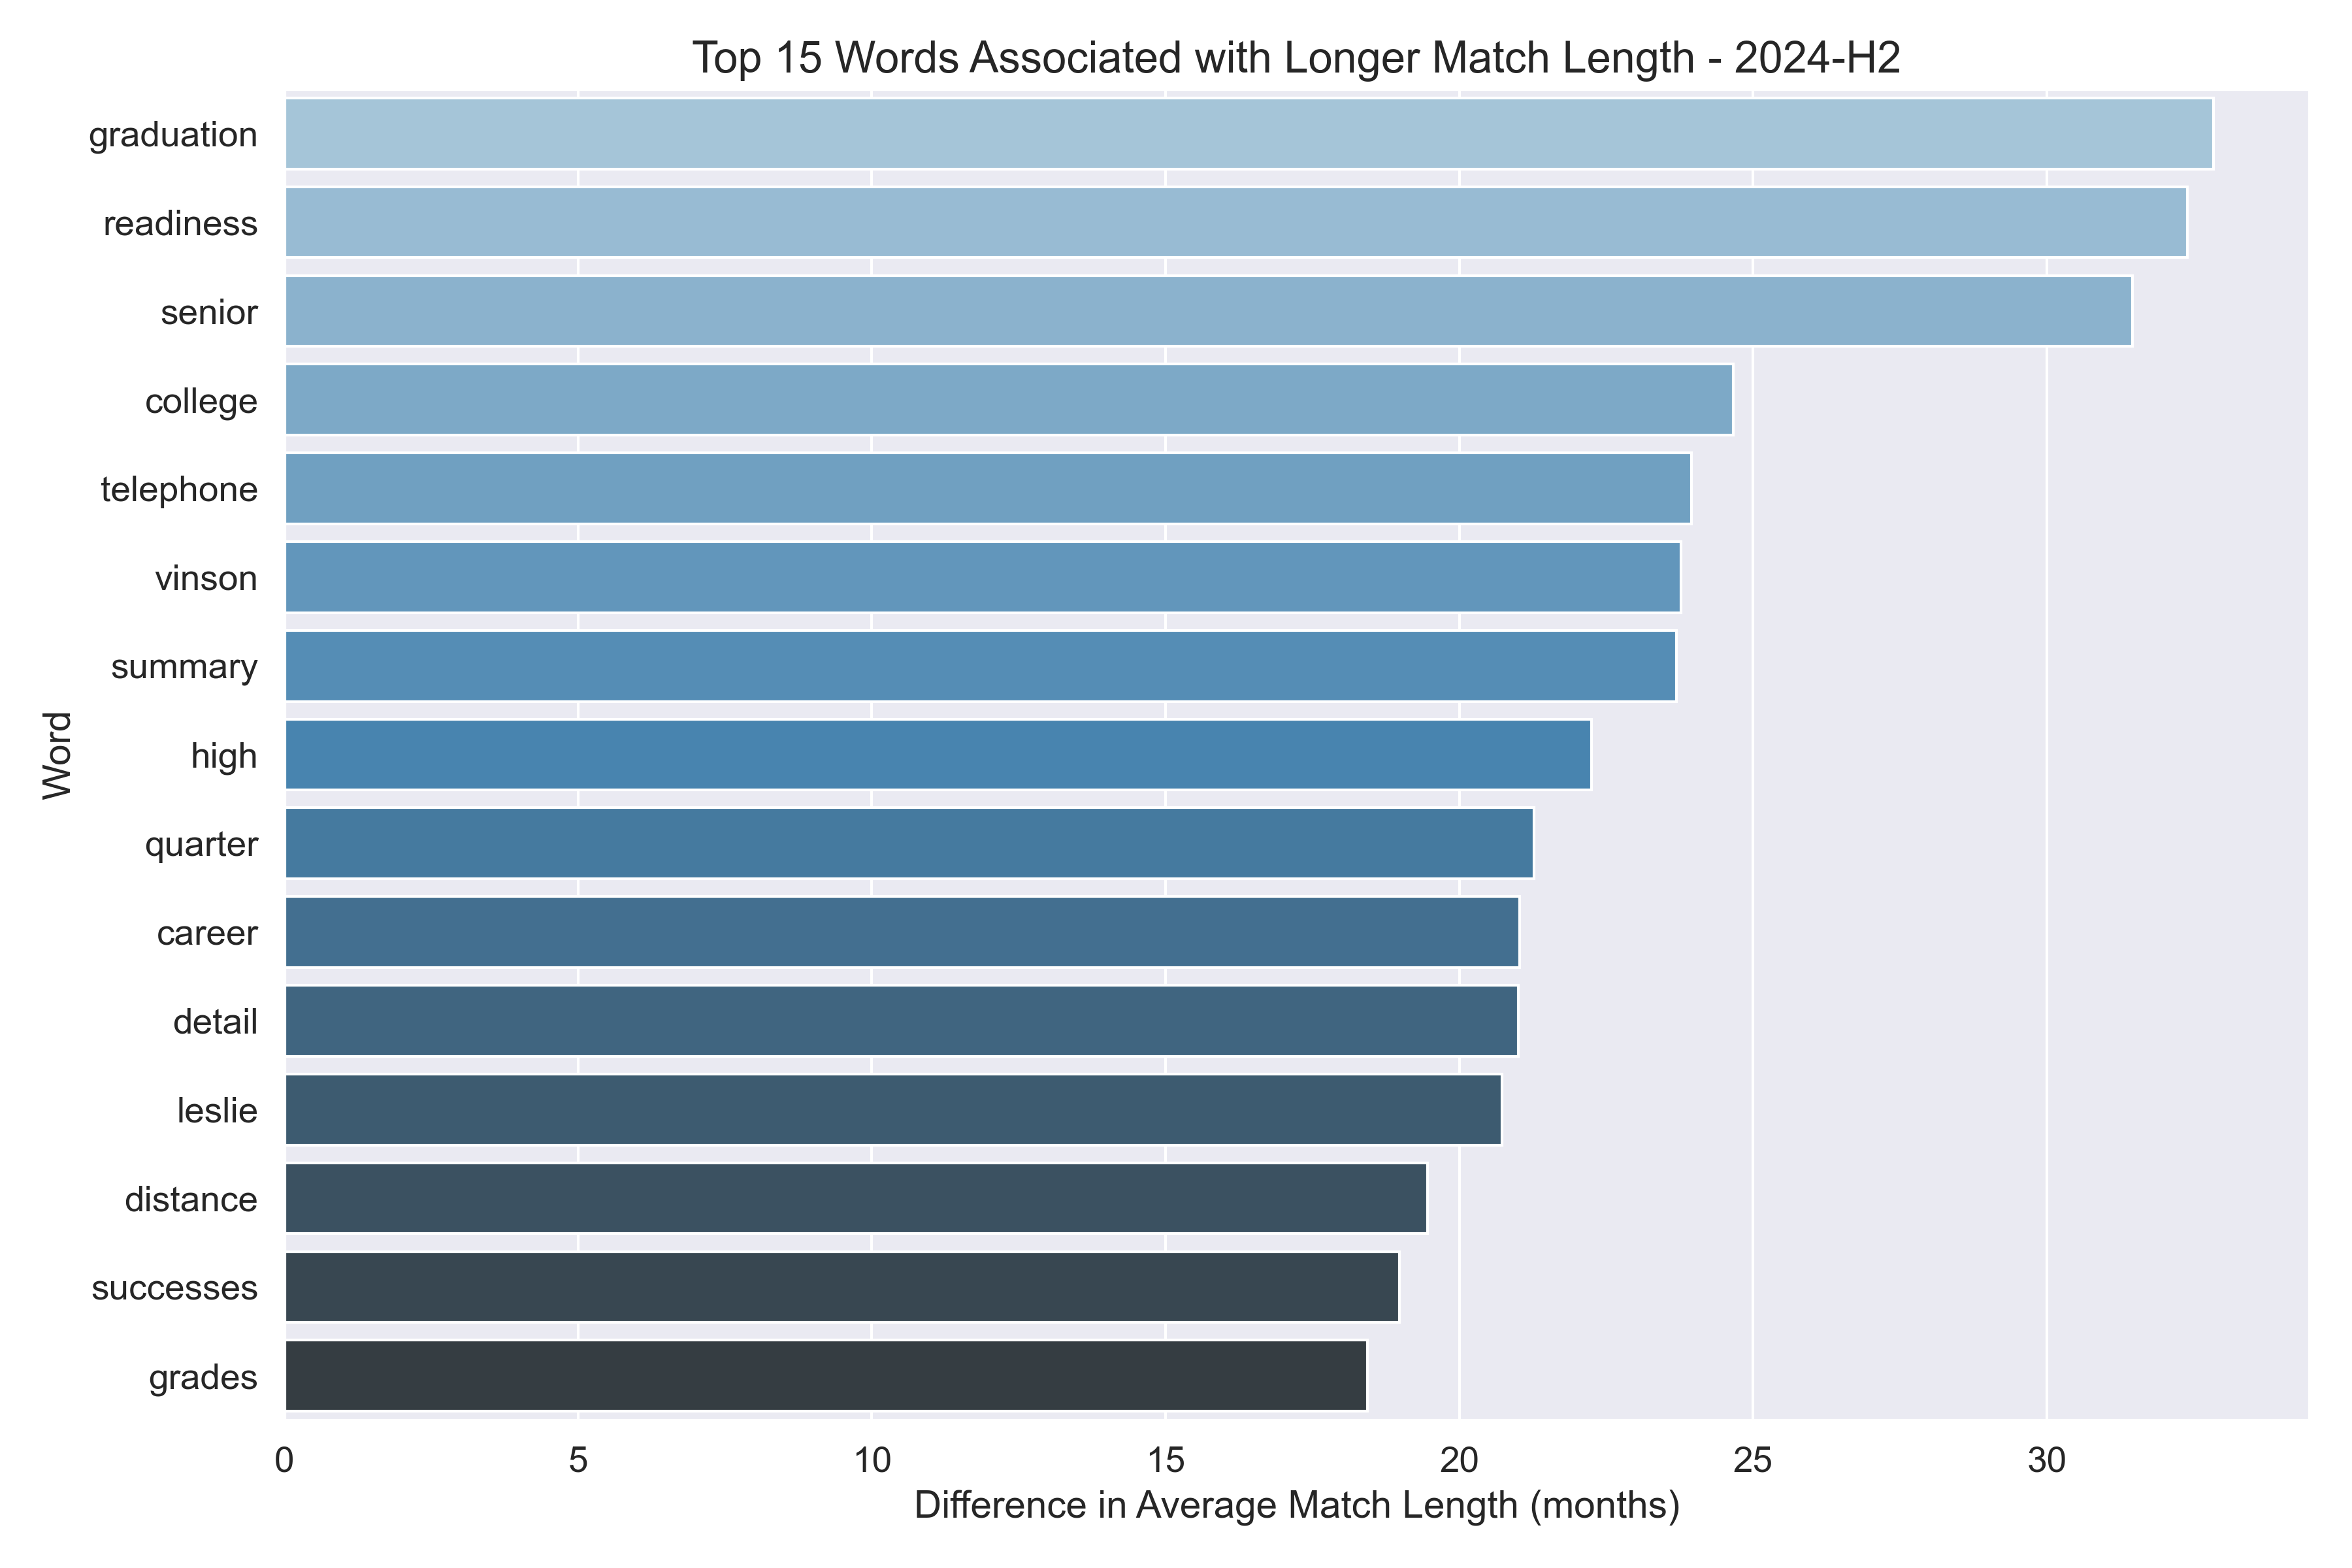 Top 15 Words Associated with Longer Match Length - 2024-H2
Word
graduation
readiness
senior
college
telephone
vinson
summary
high
quarter
career
detail
leslie
distance
successes
grades
0 5 10 15 20 25 30
Difference in Average Match Length (months)